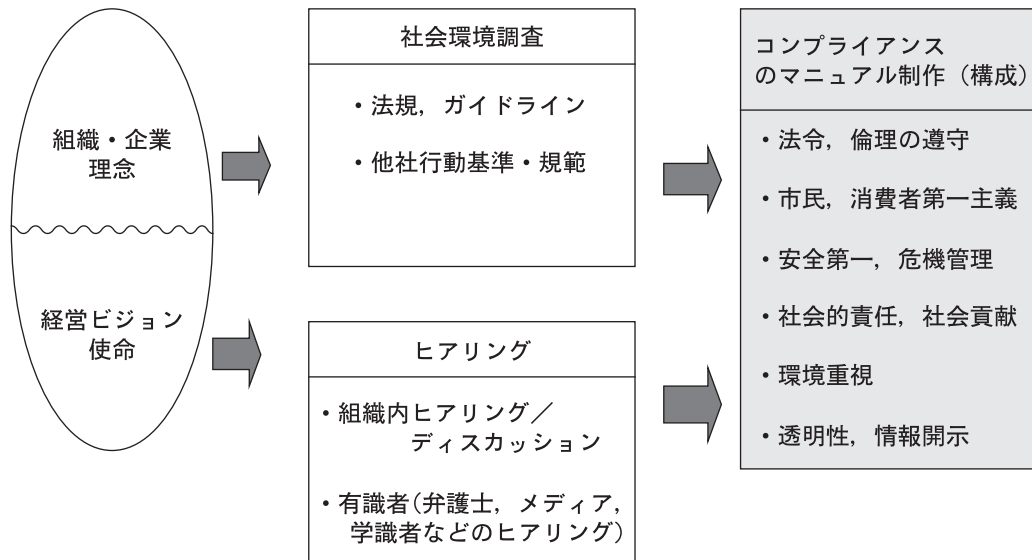 組織・企業
理念
経営ビジョン
使命
社会環境調査
・法規，ガイドライン
・他社行動基準・規範
ヒアリング
・組織内ヒアリング／
ディスカッション
・有識者（弁護士，メディア，
学識者などのヒアリング）
コンプライアンス
のマニュアル制作（構成）
・法令，倫理の遵守
・市民，消費者第一主義
・安全第一，危機管理
・社会的責任，社会貢献
・環境重視
・透明性，情報開示